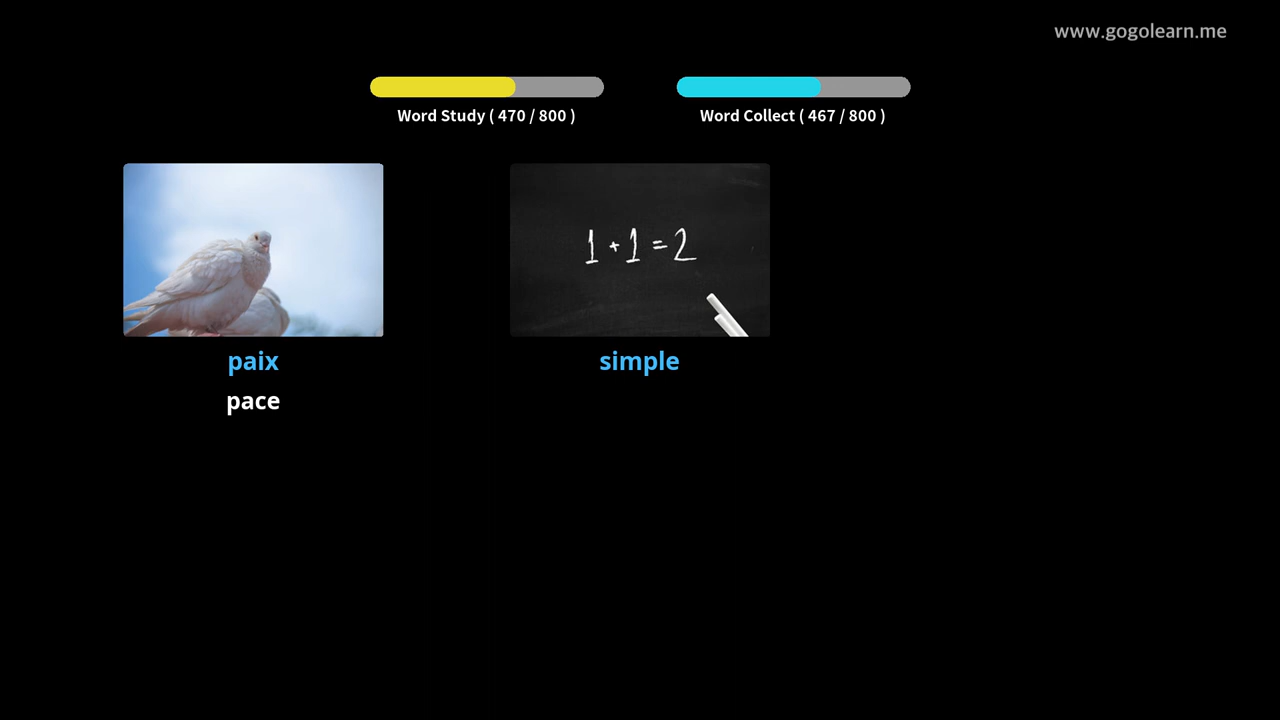 www.gogolearn.me
Word Study ( 470 / 800 )
Word Collect ( 467 / 800 )
1 + 1 = 2
paix
simple
pace